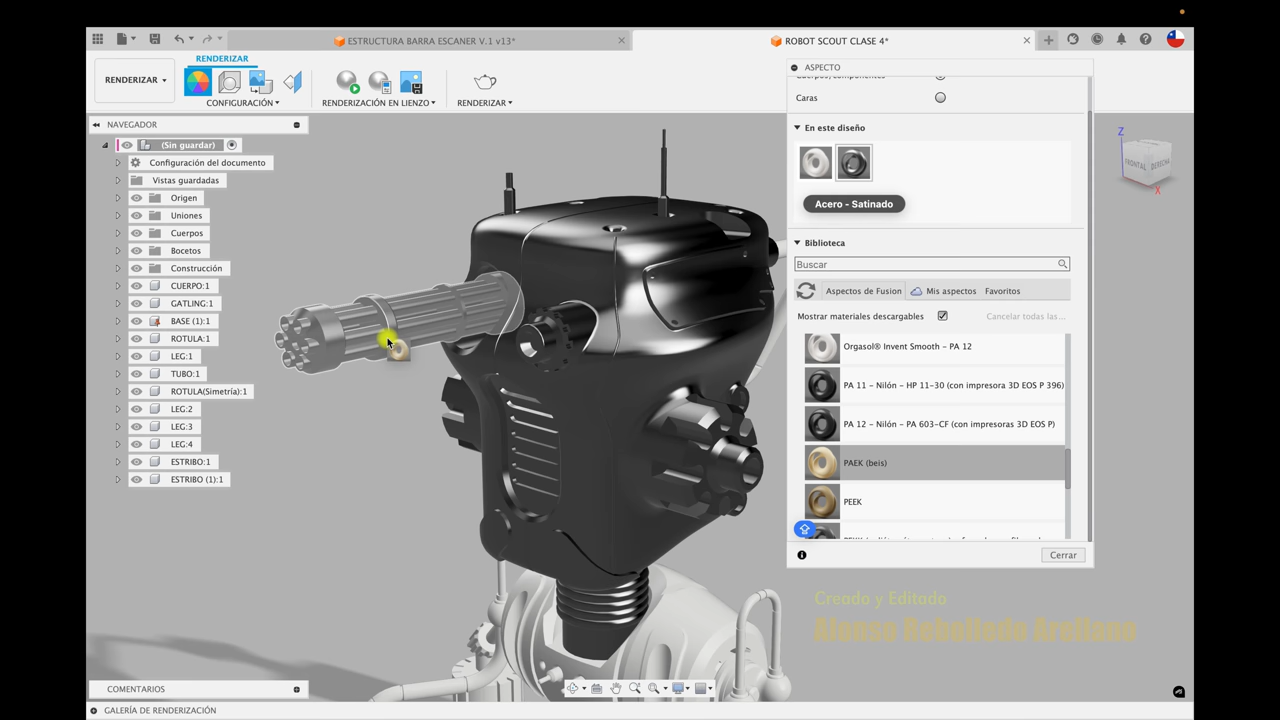 ESTRUCTURA BARRA ESCANER V.1 v13*
ROBOT SCOUT CLASE 4*
RENDERIZAR
RENDERIZAR
CONFIGURACIÓN
RENDERIZACIÓN EN LIENZO
RENDERIZAR
NAVEGADOR
(Sin guardar)
Configuración del documento
Vistas guardadas
Origen
Uniones
Cuerpos
Bocetos
Construcción
CUERPO:1
GATLING:1
BASE (1):1
ROTULA:1
LEG:1
TUBO:1
ROTULA(Simetría):1
LEG:2
LEG:3
LEG:4
ESTRIBO:1
ESTRIBO (1):1
ASPECTO
Cuerpos/componentes
Caras
En este diseño
Acero - Satinado
Biblioteca
Buscar
Aspectos de Fusion
Mis aspectos
Favoritos
Mostrar materiales descargables
Cancelar todas las...
Orgasol® Invent Smooth - PA 12
PA 11 - Nilón - HP 11-30 (con impresora 3D EOS P 396)
PA 12 - Nilón - PA 603-CF (con impresoras 3D EOS P)
PAEK (beis)
PEEK
Cerrar
Z
FRONTAL
DERECHA
X
Creado y Editado
Alonso Rebolledo Arellano
COMENTARIOS
GALERÍA DE RENDERIZACIÓN